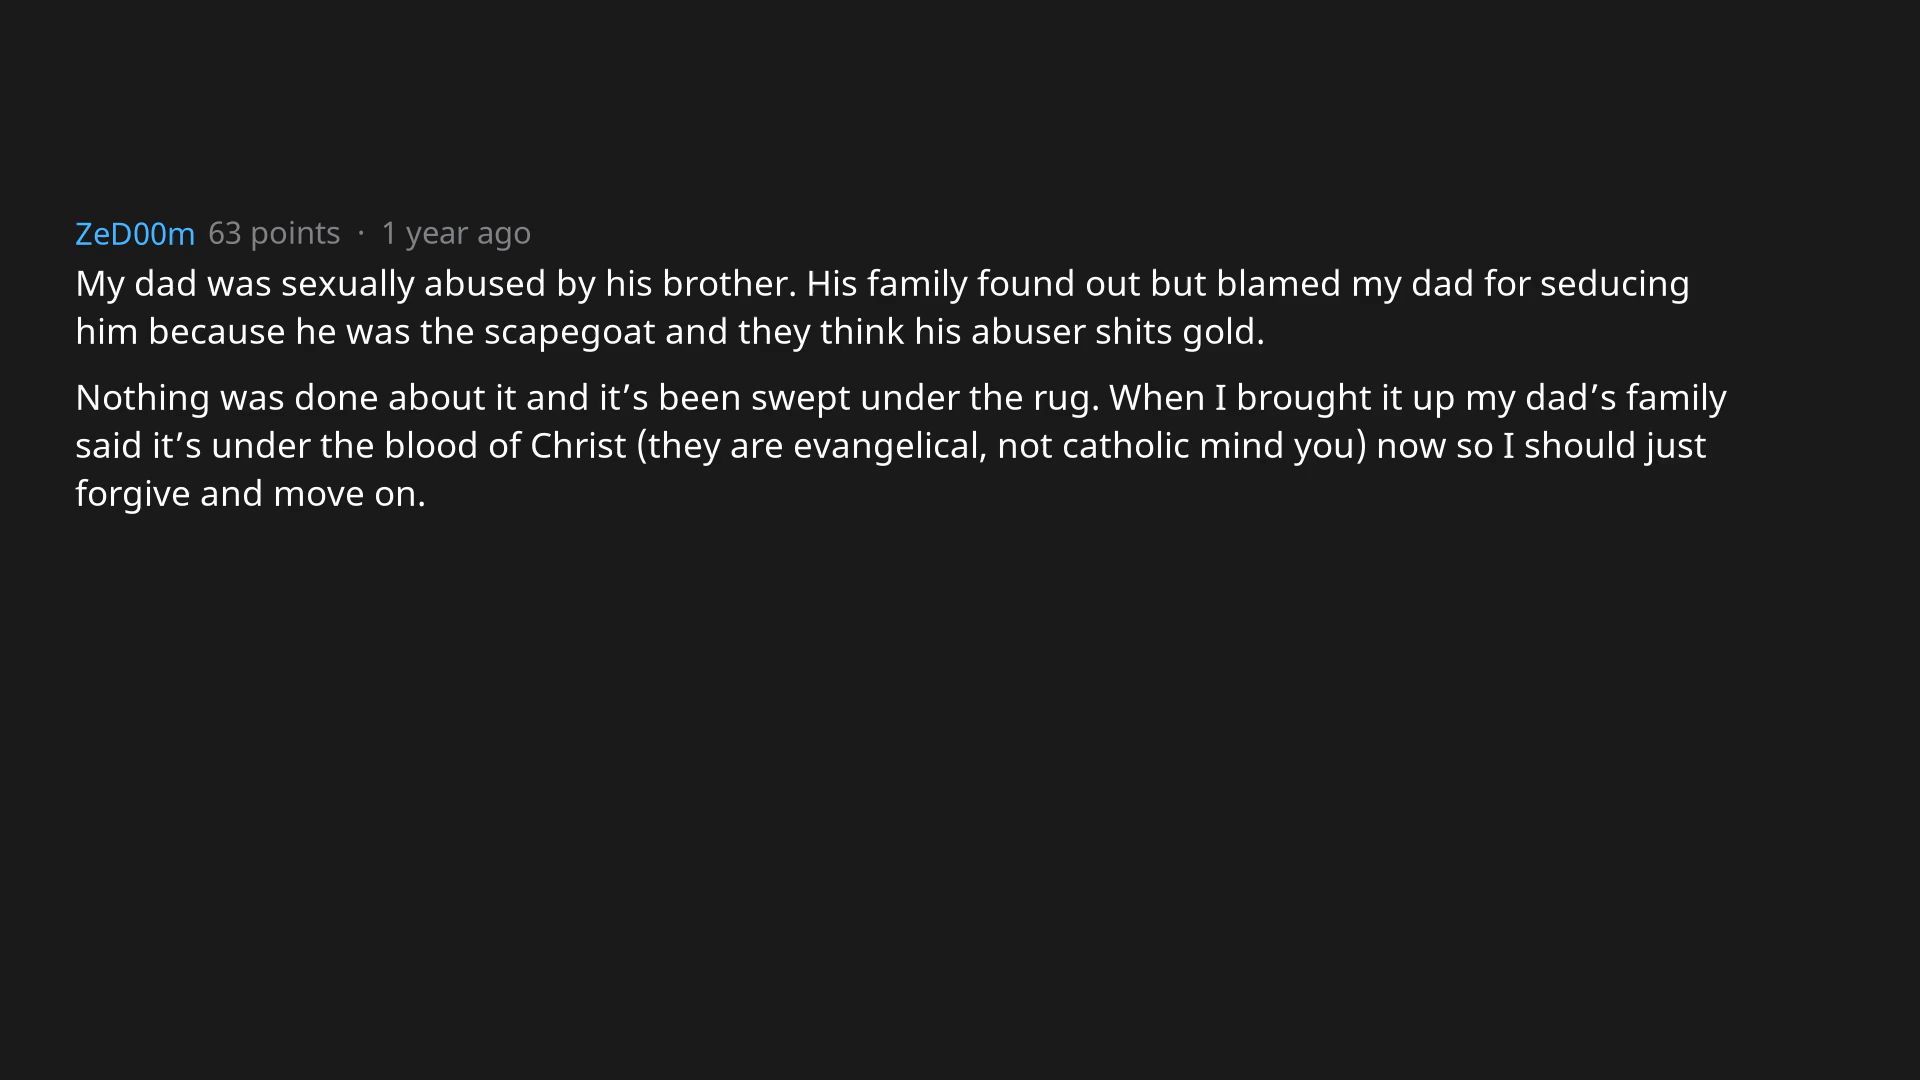 ZeD00m 63 points · 1 year ago
My dad was sexually abused by his brother. His family found out but blamed my dad for seducing
him because he was the scapegoat and they think his abuser shits gold.
Nothing was done about it and it’s been swept under the rug. When I brought it up my dad’s family
said it’s under the blood of Christ (they are evangelical, not catholic mind you) now so I should just
forgive and move on.